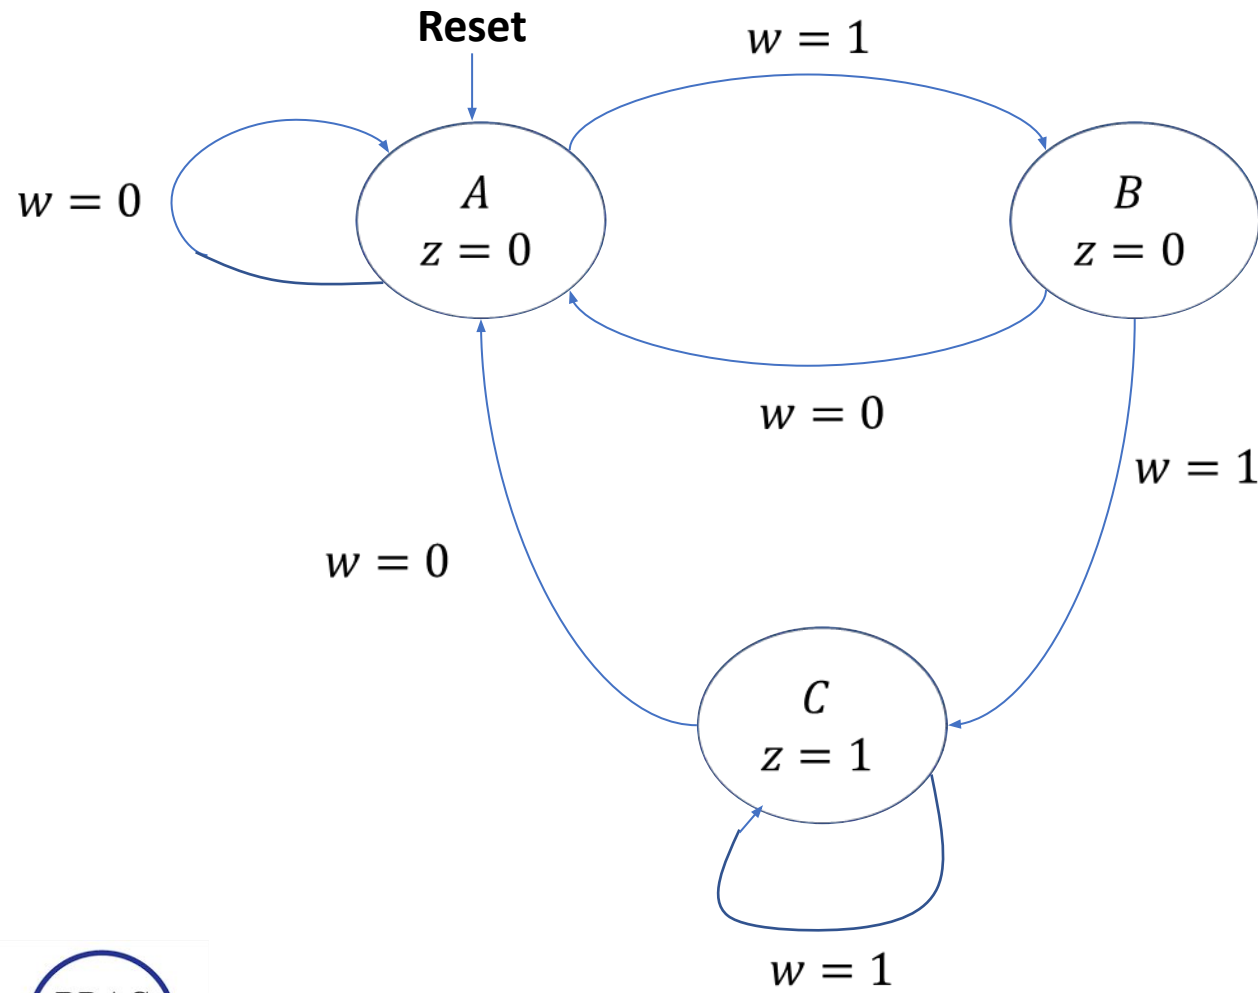 Reset
w = 1
w = 0
A
z = 0
B
z = 0
w = 0
w = 1
w = 0
C
z = 1
w = 1